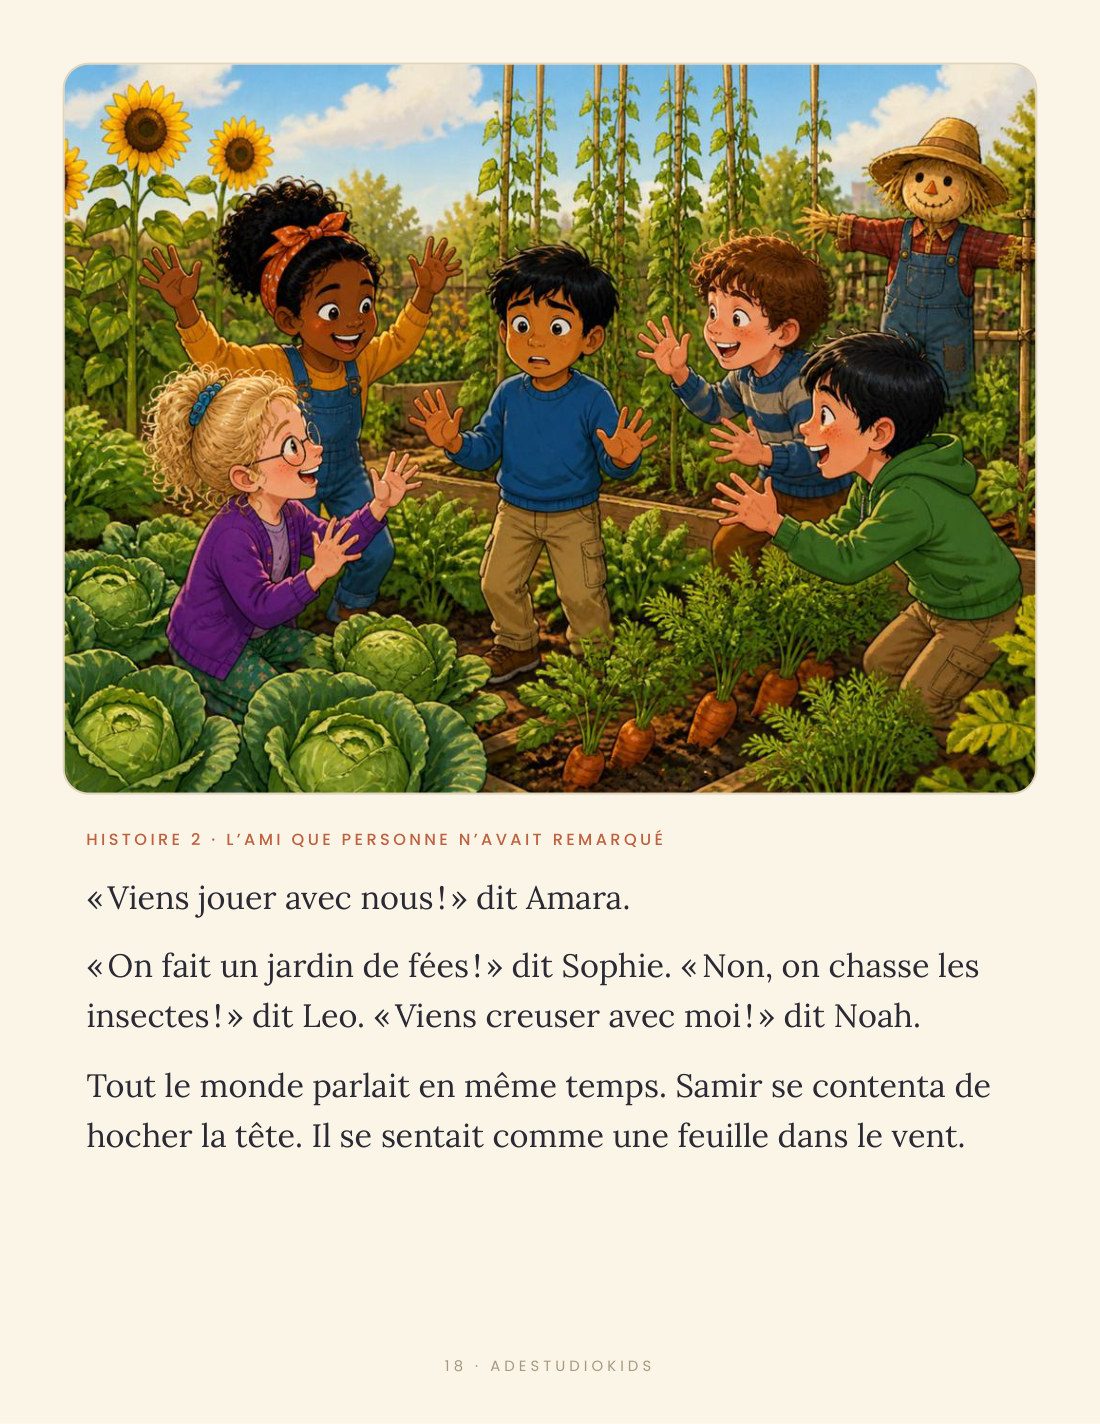 HISTOIRE 2 · L’AMI QUE PERSONNE N’AVAIT REMARQUÉ
« Viens jouer avec nous ! » dit Amara.
« On fait un jardin de fées ! » dit Sophie. « Non, on chasse les
insectes ! » dit Leo. « Viens creuser avec moi ! » dit Noah.
Tout le monde parlait en même temps. Samir se contenta de
hocher la tête. Il se sentait comme une feuille dans le vent.
18 · ADESTUDIOKIDS